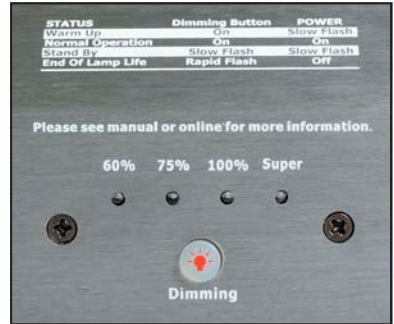 STATUS Dimming Button POWER
Warm Up On Slow Flash
Normal Operation On On
Stand By Slow Flash Slow Flash
End Of Lamp Life Rapid Flash Off
Please see manual or online for more information.
60% 75% 100% Super
Dimming